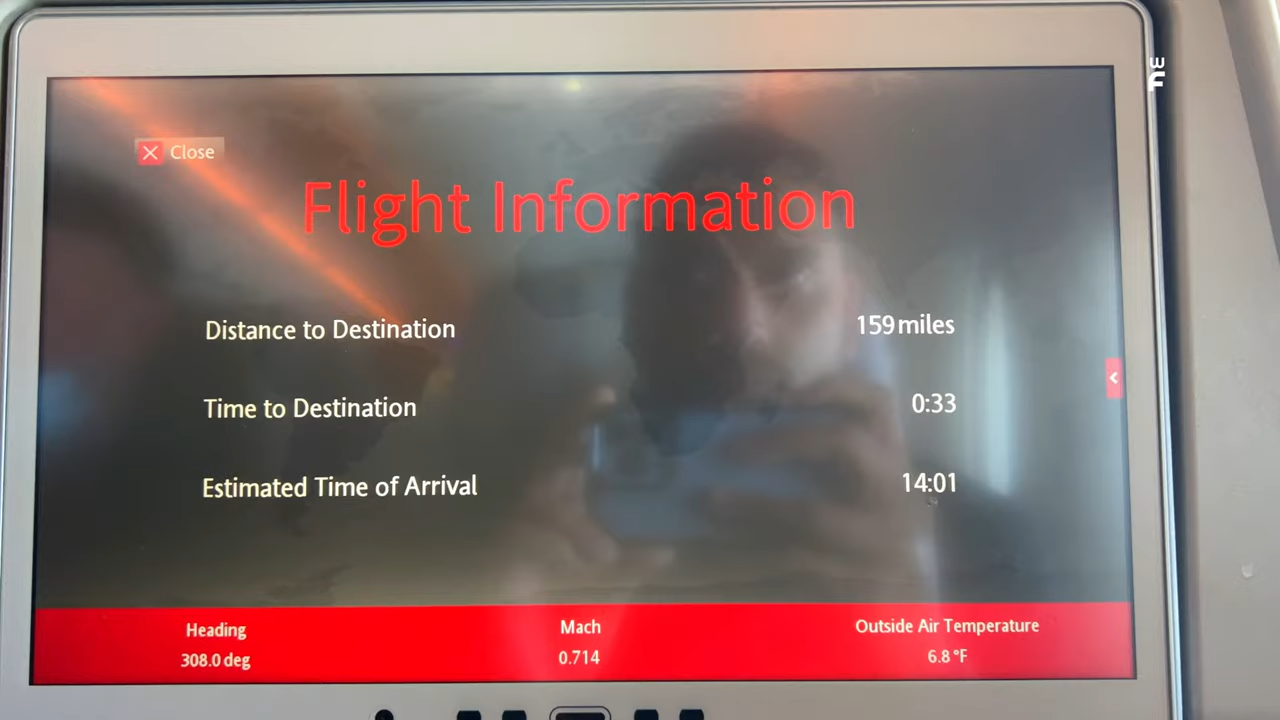 Close
Flight Information
Distance to Destination 159 miles
Time to Destination 0:33
Estimated Time of Arrival 14:01
Heading Mach Outside Air Temperature
308.0 deg 0.714 6.8 °F